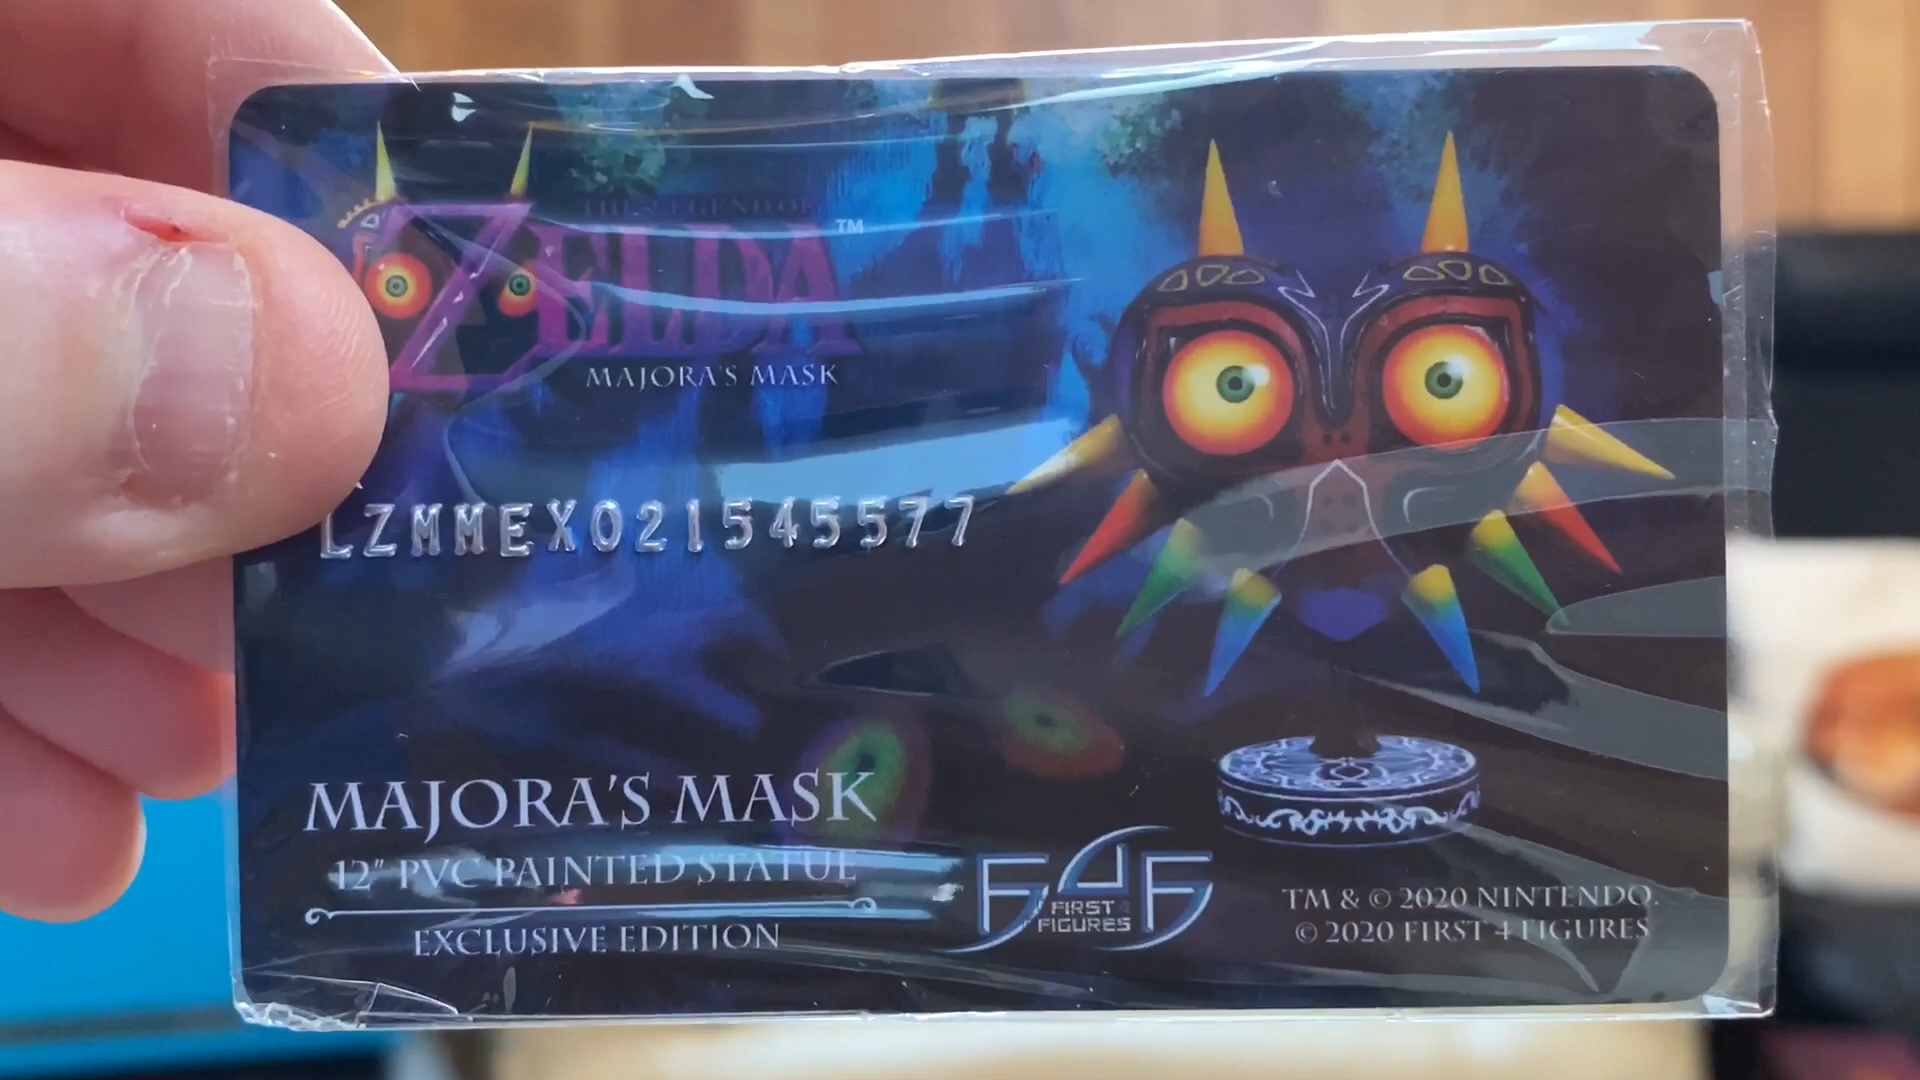 THE LEGEND OF
ZELDA™
MAJORA'S MASK
LZMMEX021545577
MAJORA'S MASK
12" PVC PAINTED STATUE
EXCLUSIVE EDITION
F4F
FIRST 4
FIGURES
TM & © 2020 NINTENDO.
© 2020 FIRST 4 FIGURES